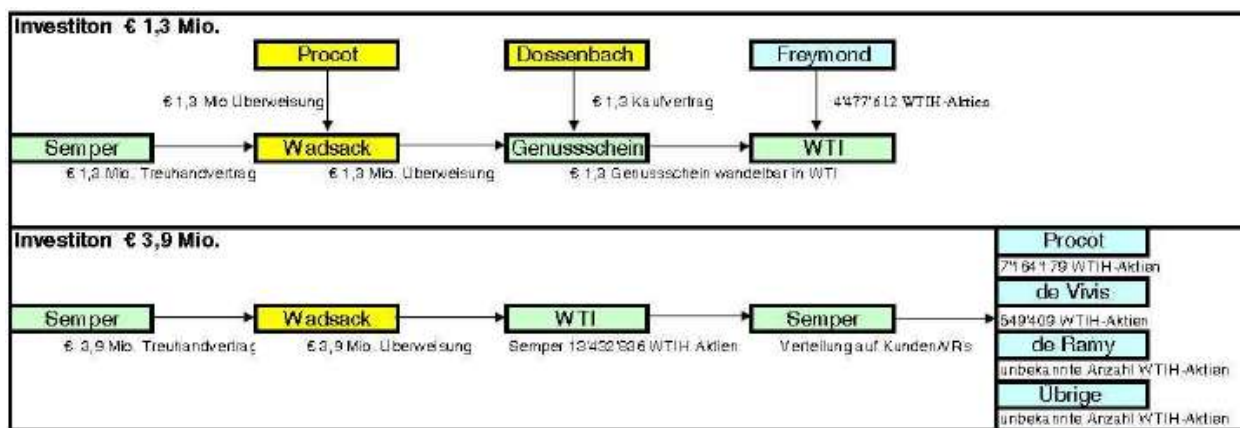 Investiton € 1,3 Mio.
Procot
Dossenbach
Freymond
€ 1,3 Mio Überweisung
€ 1,3 Kaufvertrag
4'477'612 WTIH-Aktien
Semper
Wadsack
Genussschein
WTI
€ 1,3 Mio. Treuhandvertrag
€ 1,3 Mio. Überweisung
€ 1,3 Genussschein wandelbar in WTI
Investiton € 3,9 Mio.
Procot
7'164'179 WTIH-Aktien
de Vivis
549'409 WTIH-Aktien
Semper
Wadsack
WTI
Semper
€ 3,9 Mio. Treuhandvertrag
€ 3,9 Mio. Überweisung
Semper 13'432'836 WTIH Aktien
Verteilung auf Kunden/VRs
de Ramy
unbekannte Anzahl WTIH-Aktien
Übrige
unbekannte Anzahl WTIH-Aktien